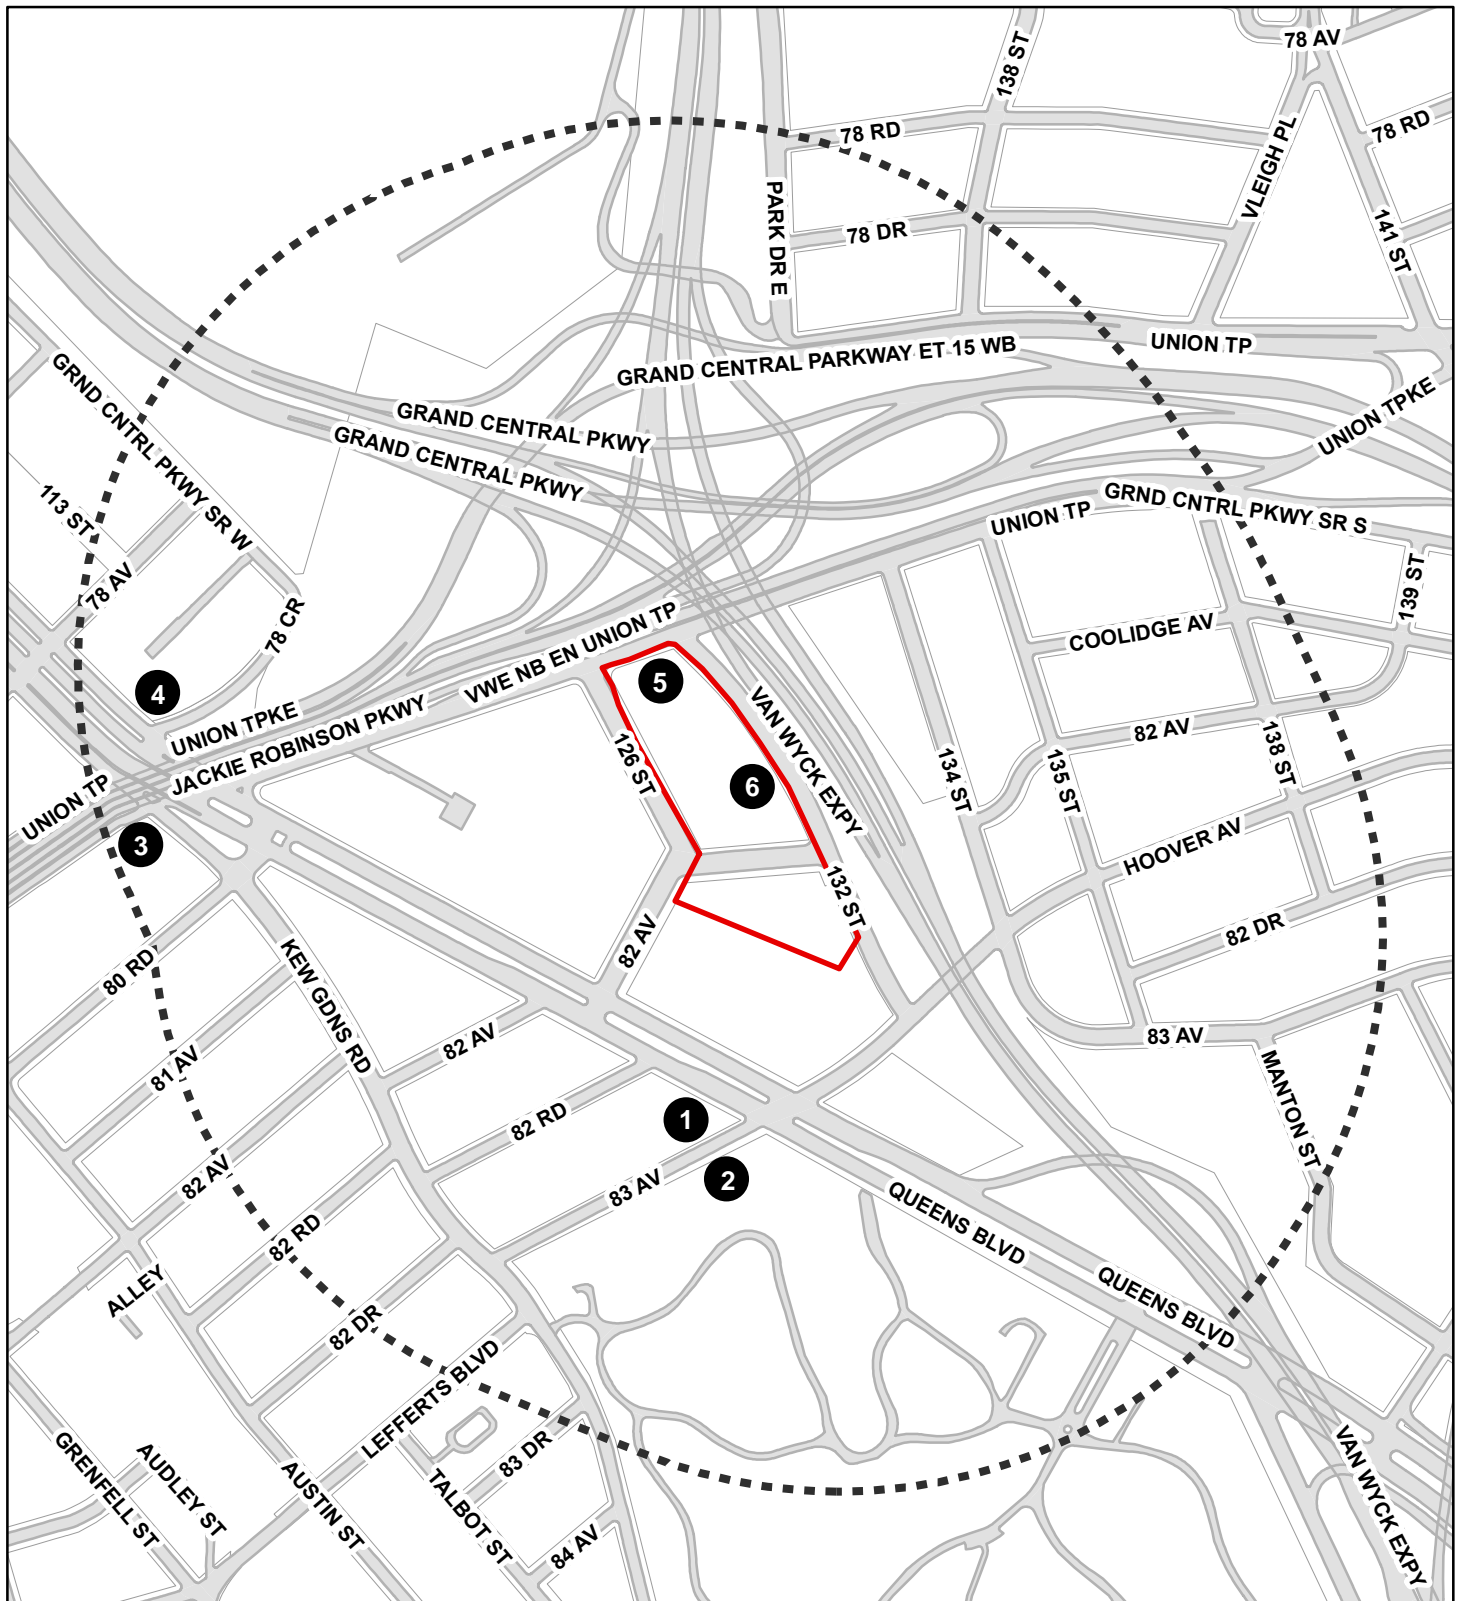 78 AV
138 ST
78 RD
78 RD
VLEIGH PL
PARK DR E
78 DR
141 ST
UNION TP
GRAND CENTRAL PARKWAY ET 15 WB
GRND CNTRL PKWY SR W
GRAND CENTRAL PKWY
GRAND CENTRAL PKWY
UNION TPKE
113 ST
GRND CNTRL PKWY SR S
UNION TP
78 AV
78 CR
139 ST
COOLIDGE AV
VWE NB EN UNION TP
4
5
UNION TPKE
JACKIE ROBINSON PKWY
VAN WYCK EXPY
126 ST
82 AV
138 ST
134 ST
135 ST
6
UNION TP
3
HOOVER AV
132 ST
82 DR
82 AV
80 RD
KEW GDNS RD
82 AV
83 AV
81 AV
MANTON ST
82 RD
1
2
82 AV
83 AV
QUEENS BLVD
82 RD
ALLEY
QUEENS BLVD
82 DR
LEFFERTS BLVD
GRENFELL ST
AUDLEY ST
AUSTIN ST
83 DR
TALBOT ST
84 AV
VAN WYCK EXPY